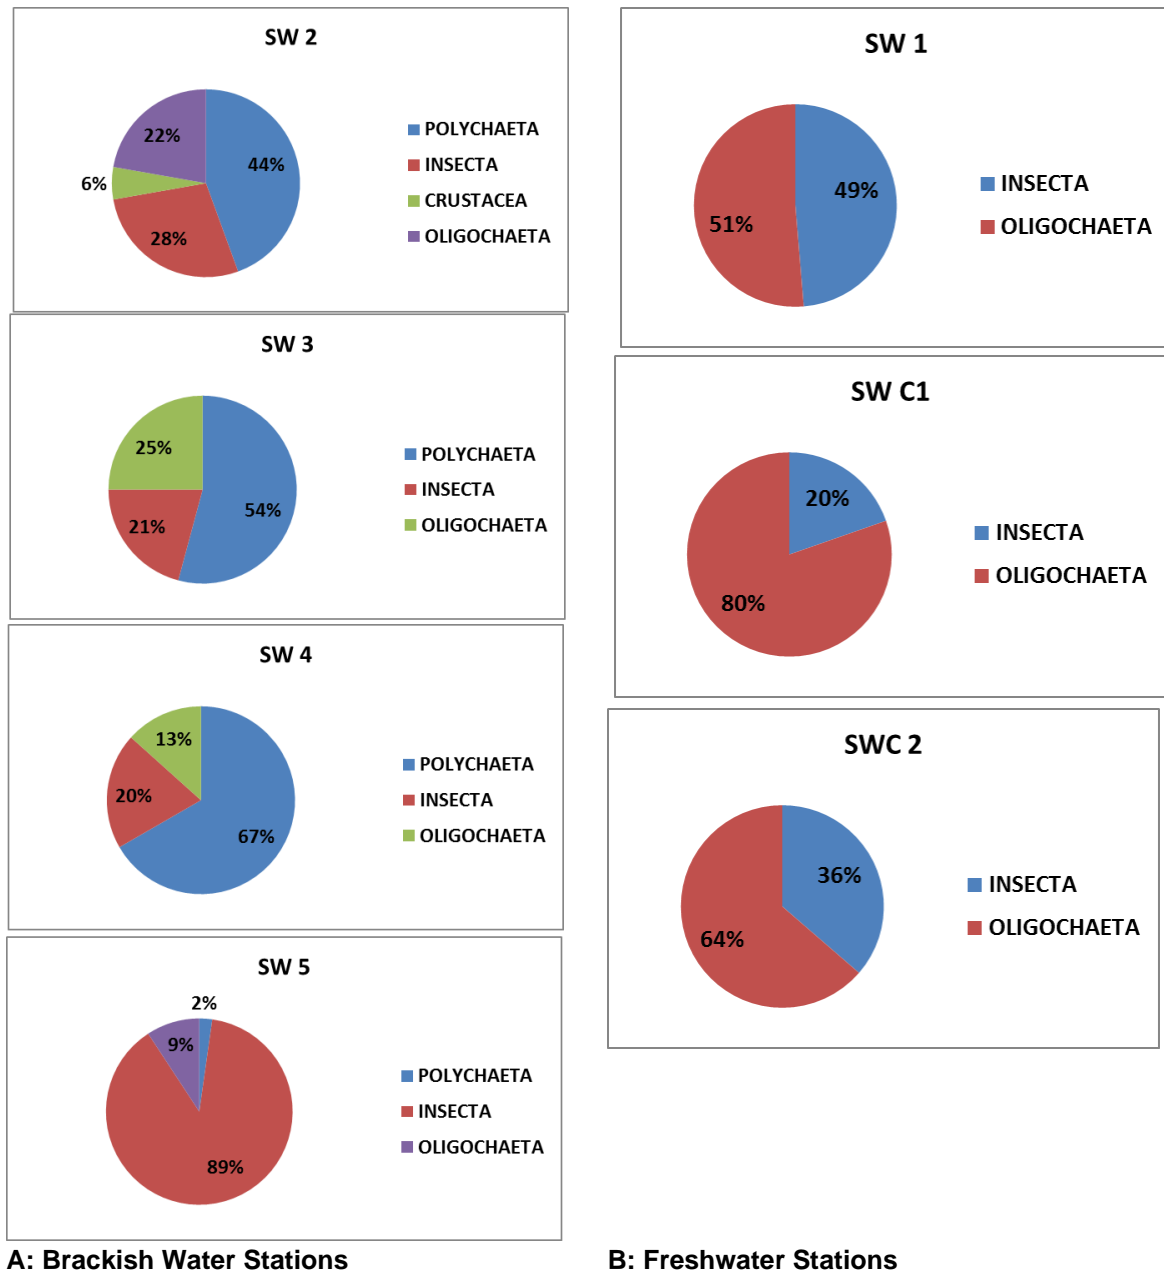 SW 2
44%
28%
6%
22%
POLYCHAETA
INSECTA
CRUSTACEA
OLIGOCHAETA
SW 3
54%
21%
25%
POLYCHAETA
INSECTA
OLIGOCHAETA
SW 4
67%
20%
13%
POLYCHAETA
INSECTA
OLIGOCHAETA
SW 5
2%
89%
9%
POLYCHAETA
INSECTA
OLIGOCHAETA
A: Brackish Water Stations
SW 1
49%
51%
INSECTA
OLIGOCHAETA
SW C1
20%
80%
INSECTA
OLIGOCHAETA
SWC 2
36%
64%
INSECTA
OLIGOCHAETA
B: Freshwater Stations